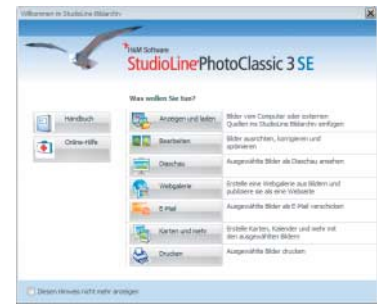 Willkommen in StudioLine Bildarchiv
H&M Software
StudioLinePhotoClassic 3 SE
Was wollen Sie tun?
Handbuch
Online-Hilfe
Anzeigen und laden
Bilder vom Computer oder externen
Quellen ins StudioLine Bildarchiv einfügen
Bearbeiten
Bilder ausrichten, korrigieren und
optimieren
Diaschau
Ausgewählte Bilder als Diaschau ansehen
Webgalerie
Erstelle eine Webgalerie aus Bildern und
publiziere sie als eine Webseite
E-Mail
Ausgewählte Bilder als E-Mail verschicken
Karten und mehr
Erstelle Karten, Kalender und mehr mit
den ausgewählten Bildern
Drucken
Ausgewählte Bilder drucken
Diesen Hinweis nicht mehr anzeigen